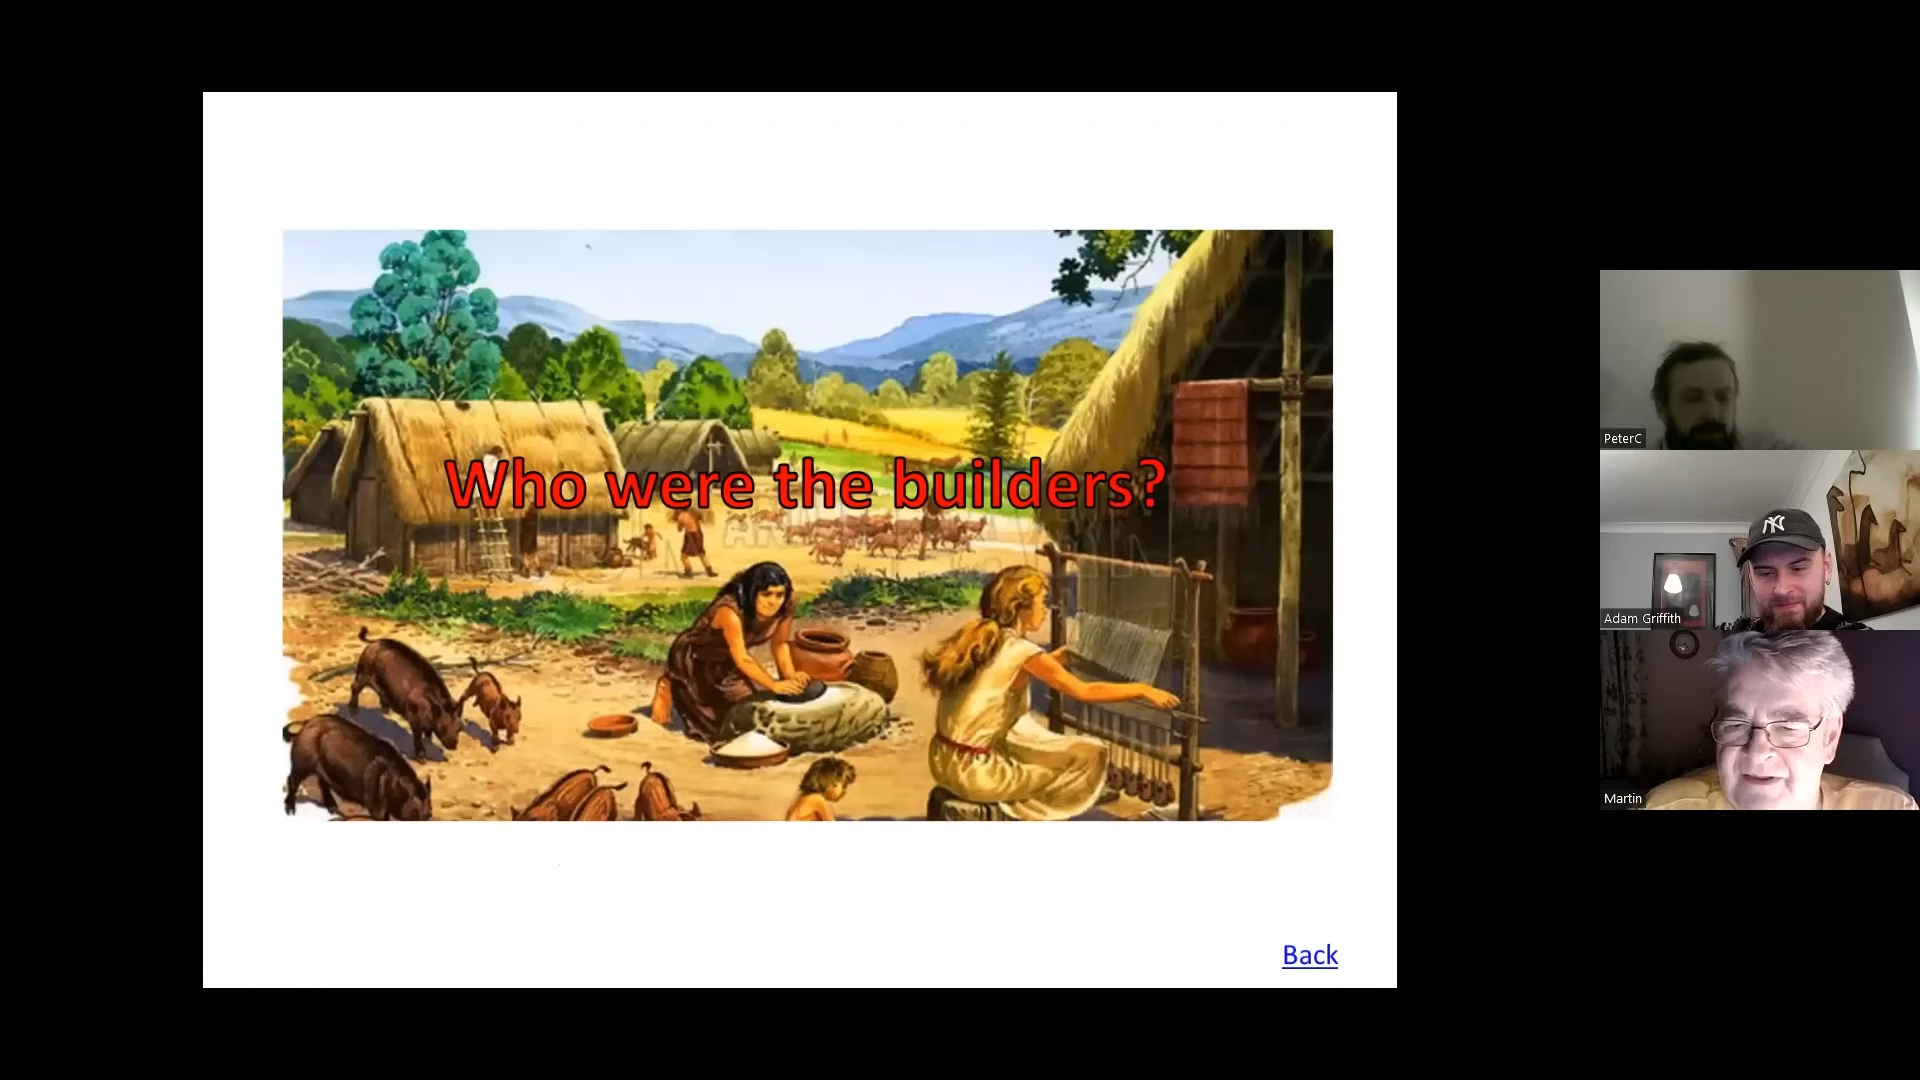 Who were the builders?
Back
PeterC
Adam Griffith
Martin